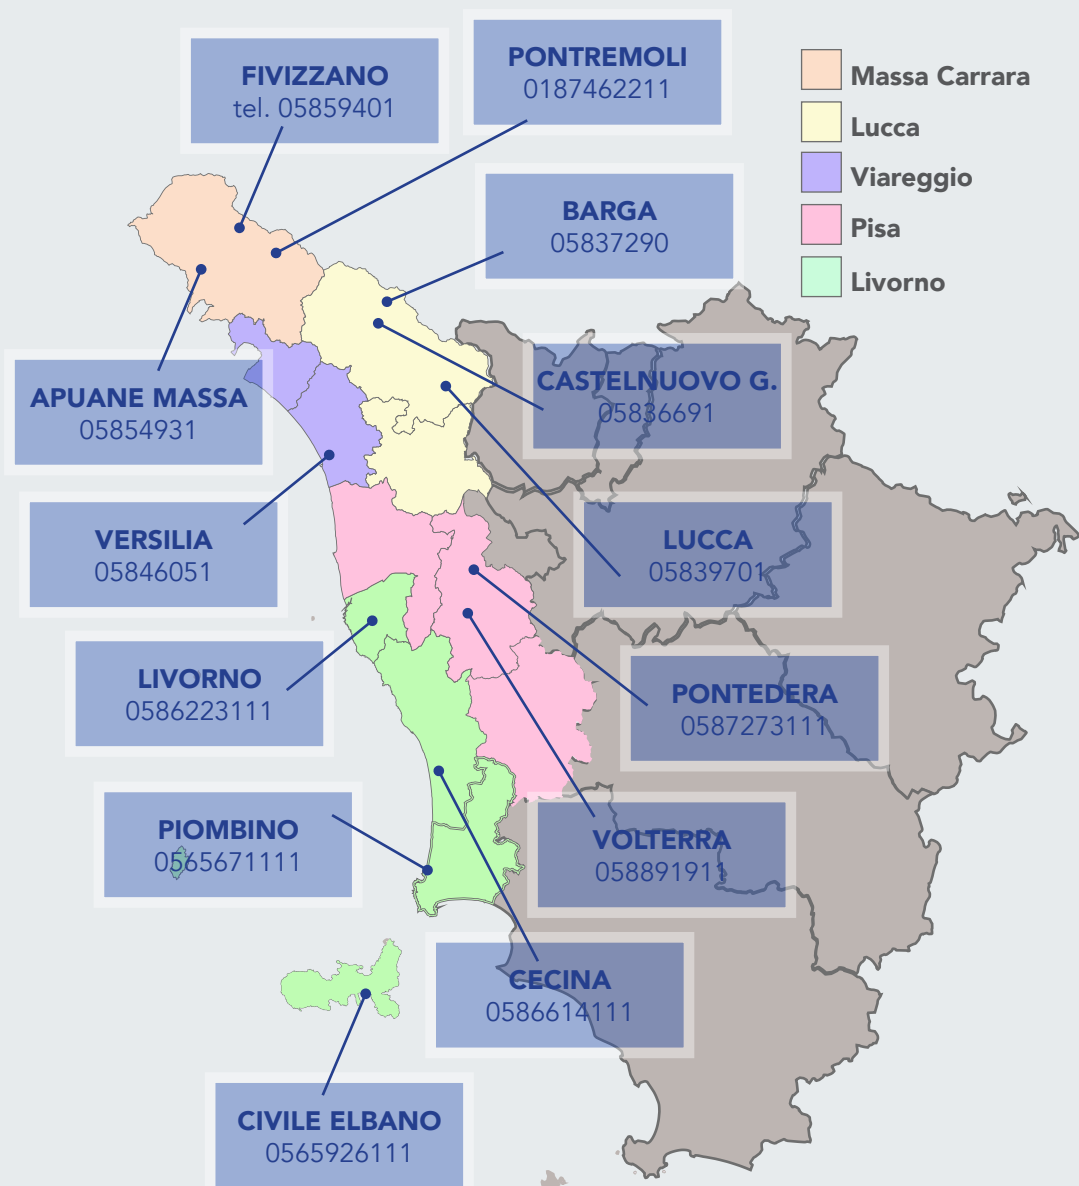 FIVIZZANO
tel. 05859401
PONTREMOLI
0187462211
Massa Carrara
Lucca
Viareggio
Pisa
Livorno
BARGA
05837290
CASTELNUOVO G.
05836691
APUANE MASSA
05854931
VERSILIA
05846051
LUCCA
05839701
LIVORNO
0586223111
PONTEDERA
0587273111
PIOMBINO
0565671111
VOLTERRA
058891911
CECINA
0586614111
CIVILE ELBANO
0565926111